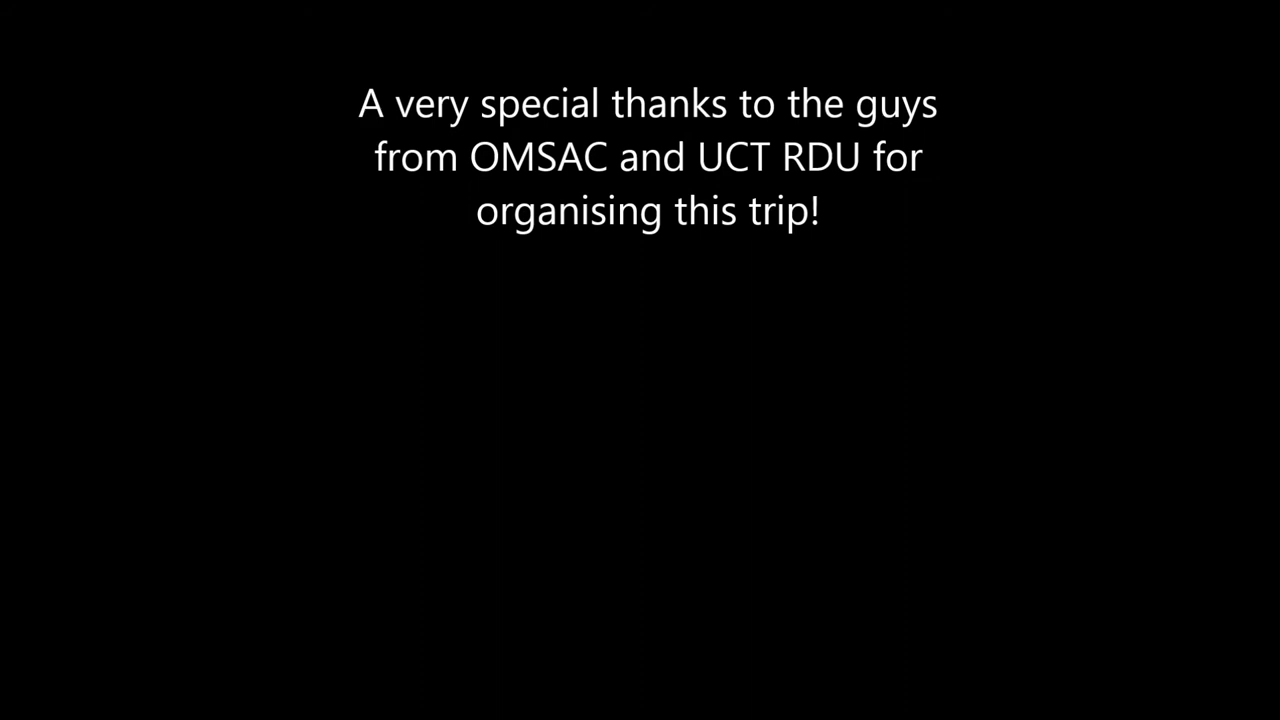 A very special thanks to the guys
from OMSAC and UCT RDU for
organising this trip!